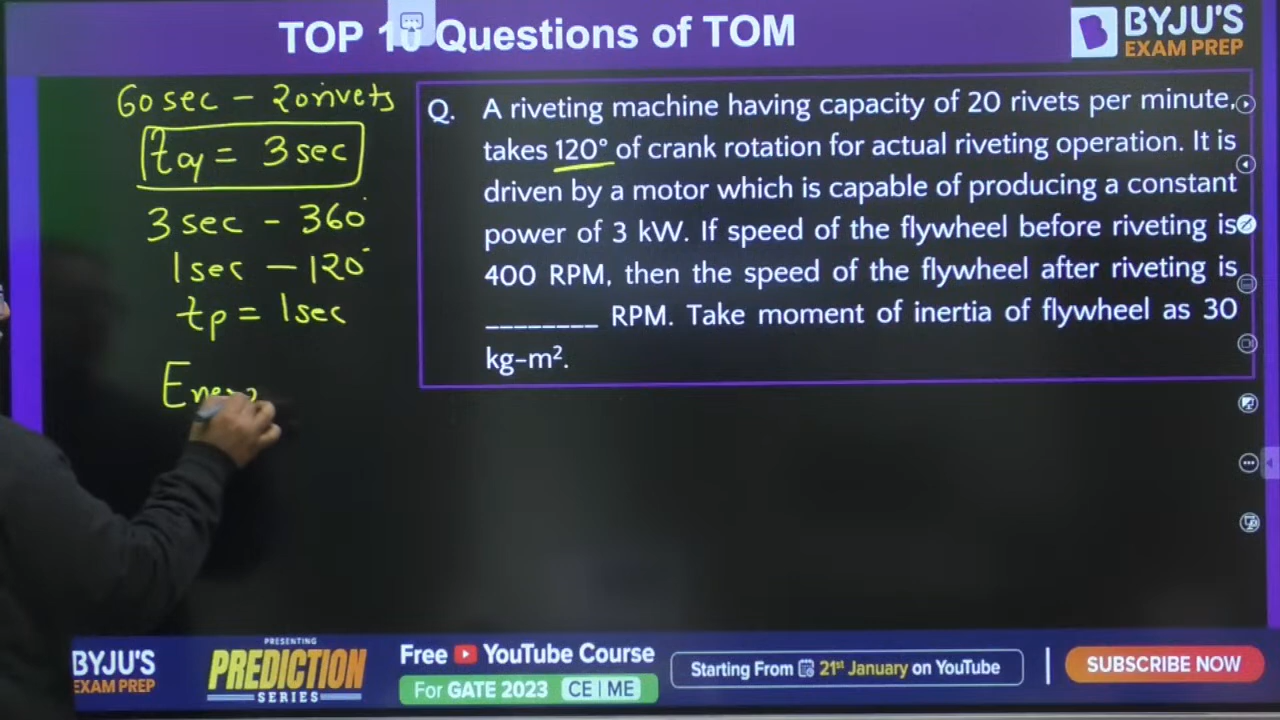 TOP 10 Questions of TOM
BYJU'S
EXAM PREP
60 sec - 20 rivets
tcy = 3 sec
3 sec - 360°
1 sec - 120°
tp = 1 sec
Ener
Q. A riveting machine having capacity of 20 rivets per minute,
takes 120° of crank rotation for actual riveting operation. It is
driven by a motor which is capable of producing a constant
power of 3 kW. If speed of the flywheel before riveting is
400 RPM, then the speed of the flywheel after riveting is
________ RPM. Take moment of inertia of flywheel as 30
kg-m².
BYJU'S
EXAM PREP
PRESENTING
PREDICTION
SERIES
Free YouTube Course
For GATE 2023 CE | ME
Starting From 21st January on YouTube
SUBSCRIBE NOW